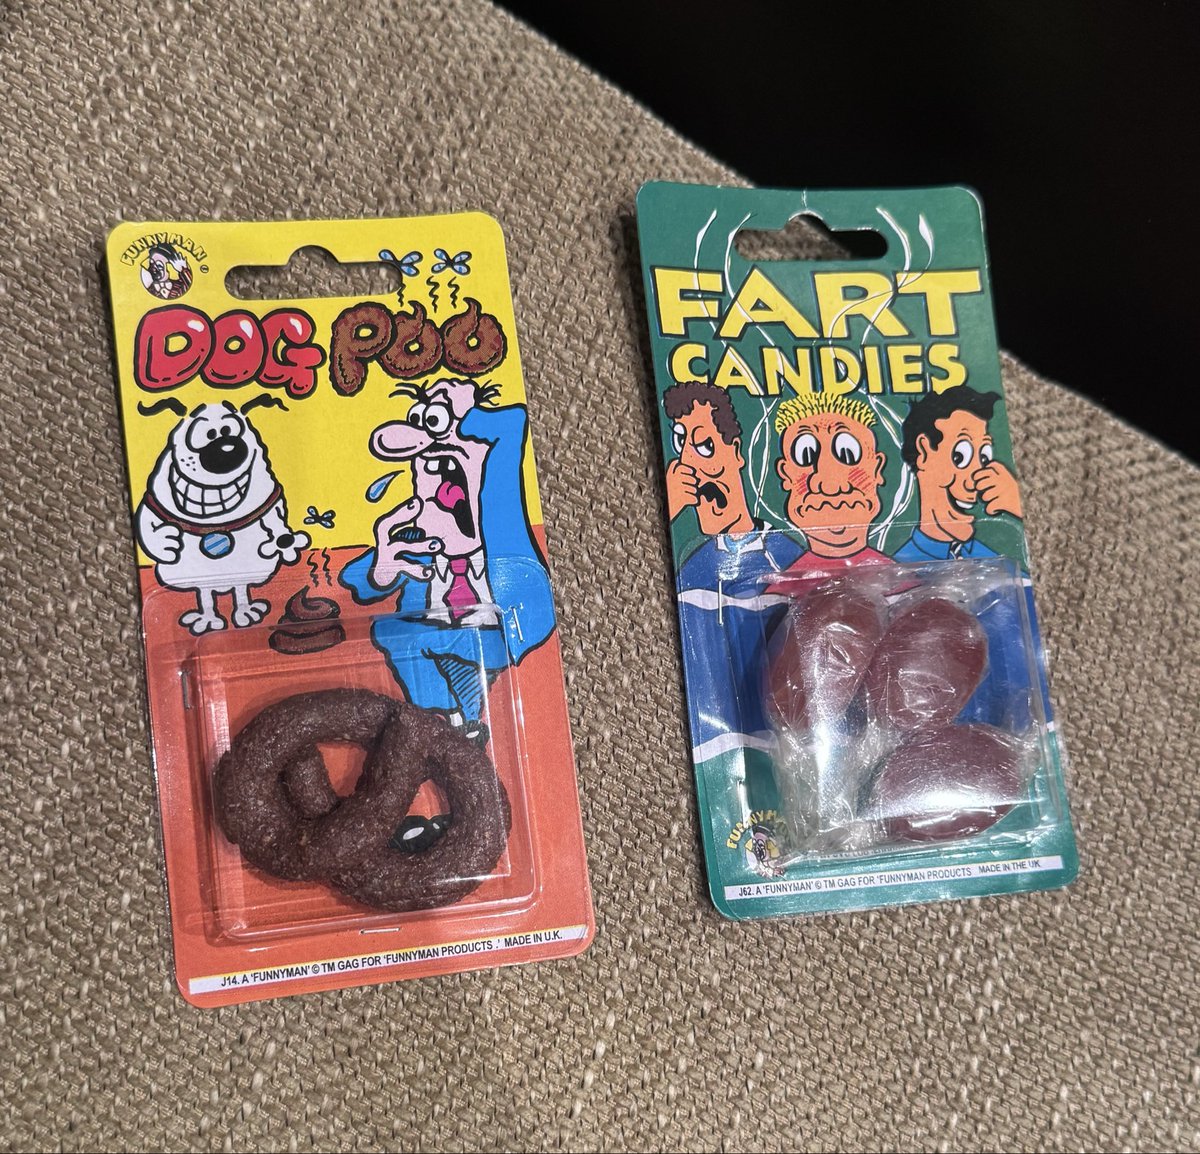 FUNNYMAN
DOG POO
J14. A 'FUNNYMAN' © TM GAG FOR 'FUNNYMAN PRODUCTS .' MADE IN U.K.
FART
CANDIES
FUNNYMAN
J62. A 'FUNNYMAN' © TM GAG FOR 'FUNNYMAN PRODUCTS MADE IN THE UK